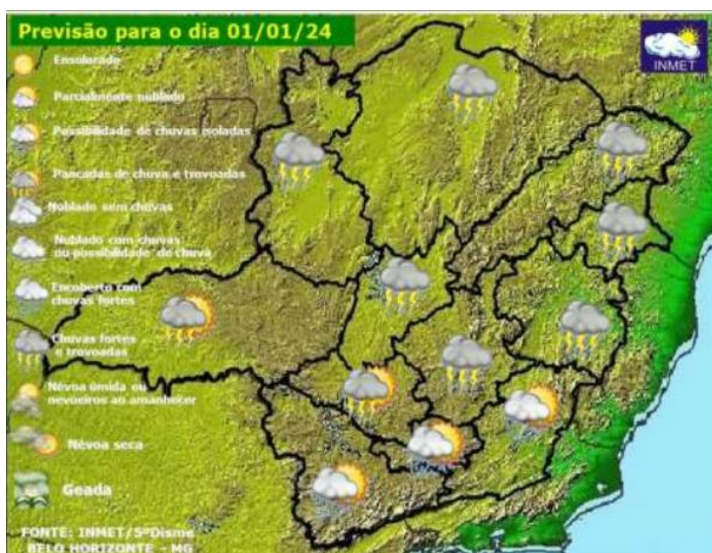 Previsão para o dia 01/01/24
INMET
Ensolarado
Parcialmente nublado
Possibilidade de chuvas isoladas
Pancadas de chuva e trovoadas
Nublado sem chuvas
Nublado com chuvas
ou possibilidade de chuva
Encoberto com
chuvas fortes
Chuvas fortes
e trovoadas
Névoa úmida ou
nevoeiros ao amanhecer
Névoa seca
Geada
FONTE: INMET/5ºDisme
BELO HORIZONTE - MG